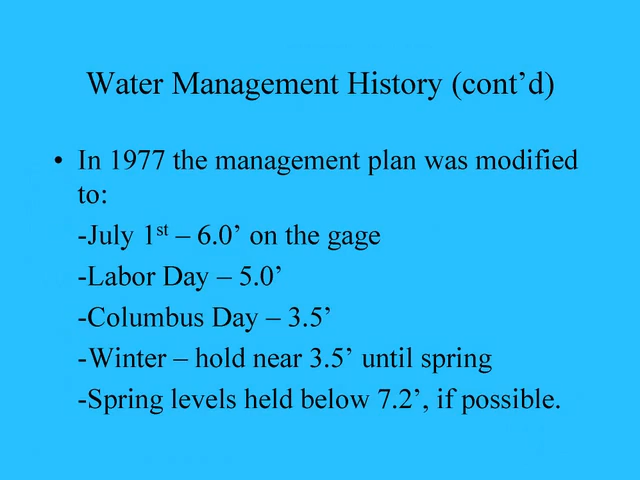 Water Management History (cont’d)
• In 1977 the management plan was modified
to:
-July 1st – 6.0’ on the gage
-Labor Day – 5.0’
-Columbus Day – 3.5’
-Winter – hold near 3.5’ until spring
-Spring levels held below 7.2’, if possible.